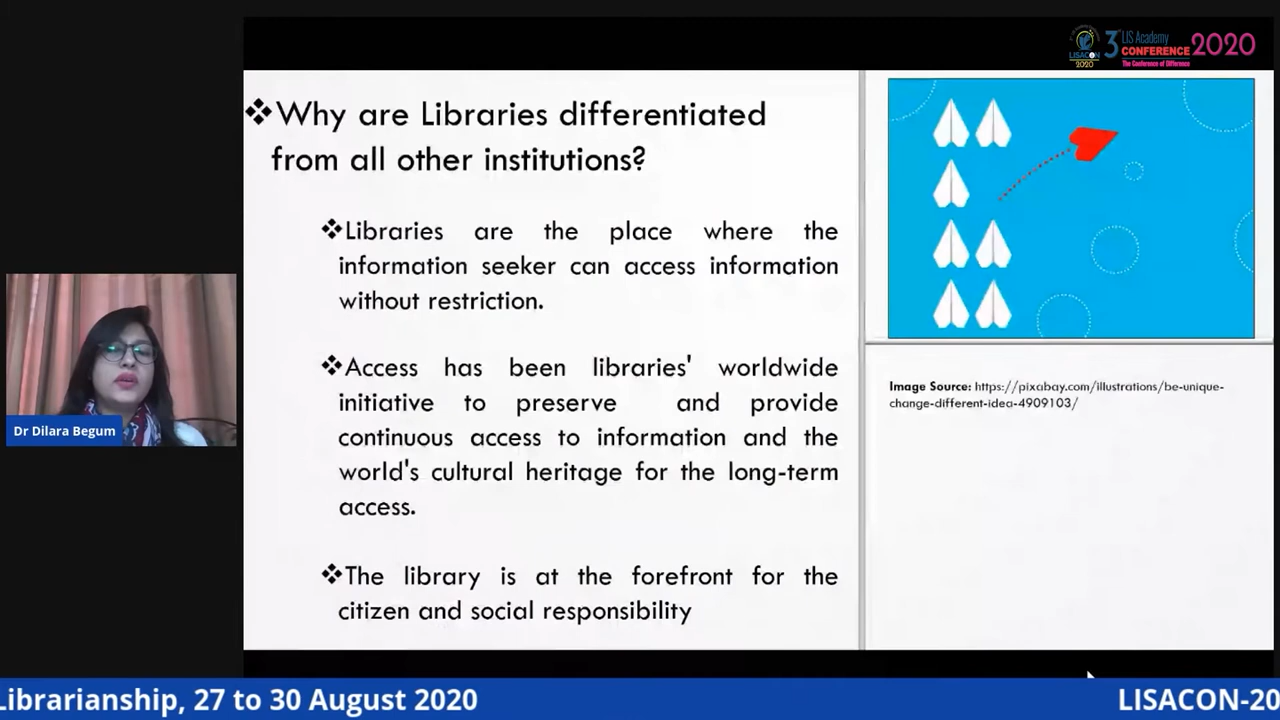 3rd LIS Academy
CONFERENCE 2020
The Conference of Difference
LISACON
2020
❖Why are Libraries differentiated
from all other institutions?
❖Libraries are the place where the
information seeker can access information
without restriction.
❖Access has been libraries' worldwide
initiative to preserve and provide
continuous access to information and the
world's cultural heritage for the long-term
access.
❖The library is at the forefront for the
citizen and social responsibility
Image Source: https://pixabay.com/illustrations/be-unique-
change-different-idea-4909103/
Dr Dilara Begum
Librarianship, 27 to 30 August 2020
LISACON-20